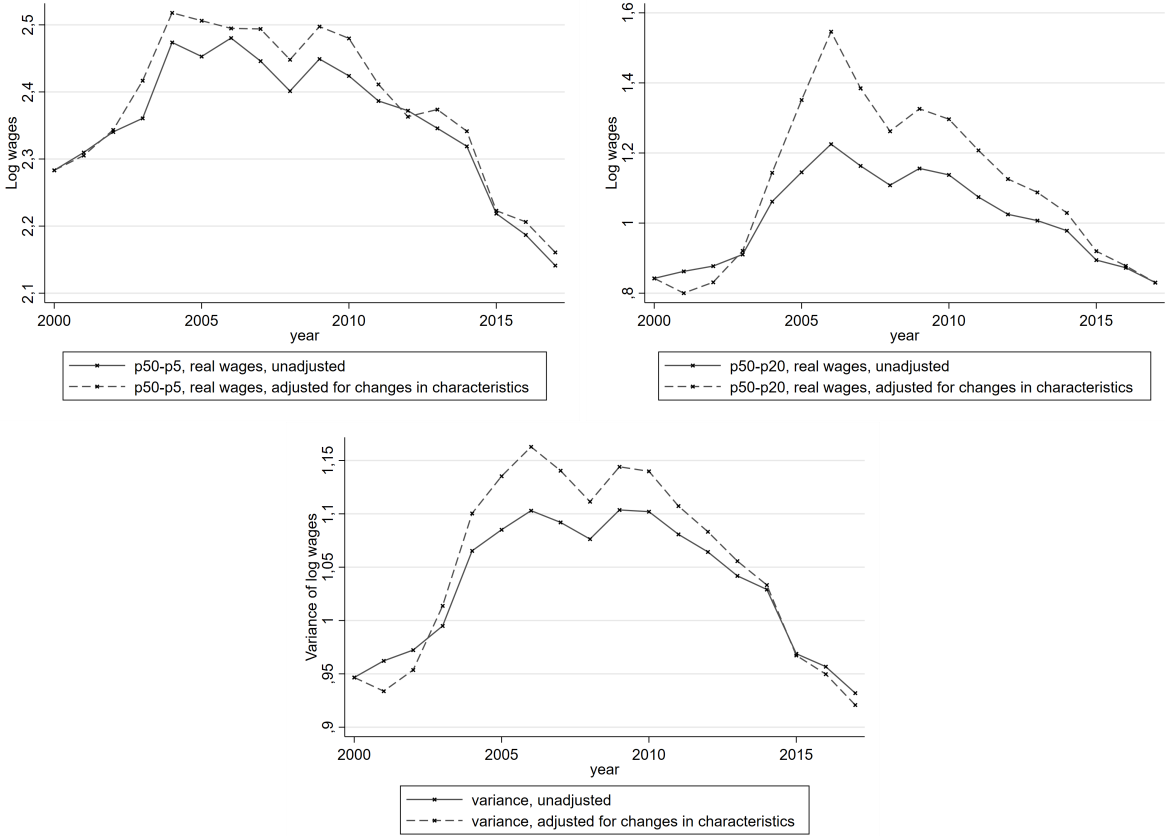 Log wages
2,5
2,4
2,3
2,2
2,1
2000 2005 2010 2015
year
p50-p5, real wages, unadjusted
p50-p5, real wages, adjusted for changes in characteristics
Log wages
1,6
1,4
1,2
1
,8
2000 2005 2010 2015
year
p50-p20, real wages, unadjusted
p50-p20, real wages, adjusted for changes in characteristics
Variance of log wages
1,15
1,1
1,05
1
,95
,9
2000 2005 2010 2015
year
variance, unadjusted
variance, adjusted for changes in characteristics